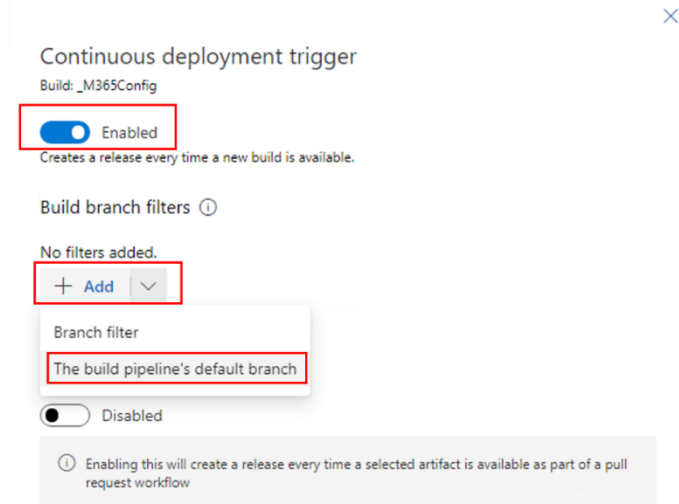 Continuous deployment trigger
Build: _M365Config
Enabled
Creates a release every time a new build is available.
Build branch filters
No filters added.
+ Add
Branch filter
The build pipeline's default branch
Disabled
Enabling this will create a release every time a selected artifact is available as part of a pull
request workflow